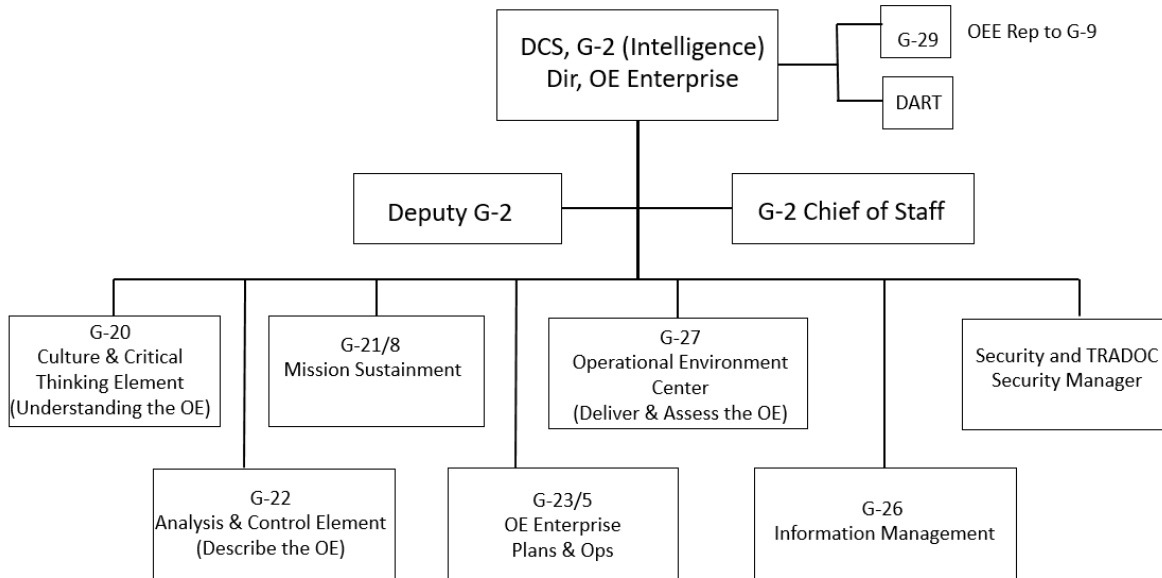 DCS, G-2 (Intelligence)
Dir, OE Enterprise
G-29
OEE Rep to G-9
DART
Deputy G-2
G-2 Chief of Staff
G-20
Culture & Critical
Thinking Element
(Understanding the OE)
G-21/8
Mission Sustainment
G-27
Operational Environment
Center
(Deliver & Assess the OE)
Security and TRADOC
Security Manager
G-22
Analysis & Control Element
(Describe the OE)
G-23/5
OE Enterprise
Plans & Ops
G-26
Information Management